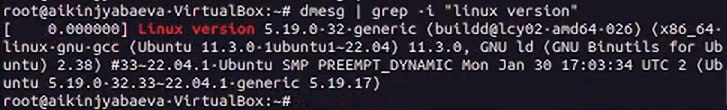 root@aikinjyabaeva-VirtualBox:~# dmesg | grep -i "linux version"
[    0.000000] Linux version 5.19.0-32-generic (buildd@lcy02-amd64-026) (x86_64-
linux-gnu-gcc (Ubuntu 11.3.0-1ubuntu1~22.04) 11.3.0, GNU ld (GNU Binutils for Ub
untu) 2.38) #33~22.04.1-Ubuntu SMP PREEMPT_DYNAMIC Mon Jan 30 17:03:34 UTC 2 (Ub
untu 5.19.0-32.33~22.04.1-generic 5.19.17)
root@aikinjyabaeva-VirtualBox:~#